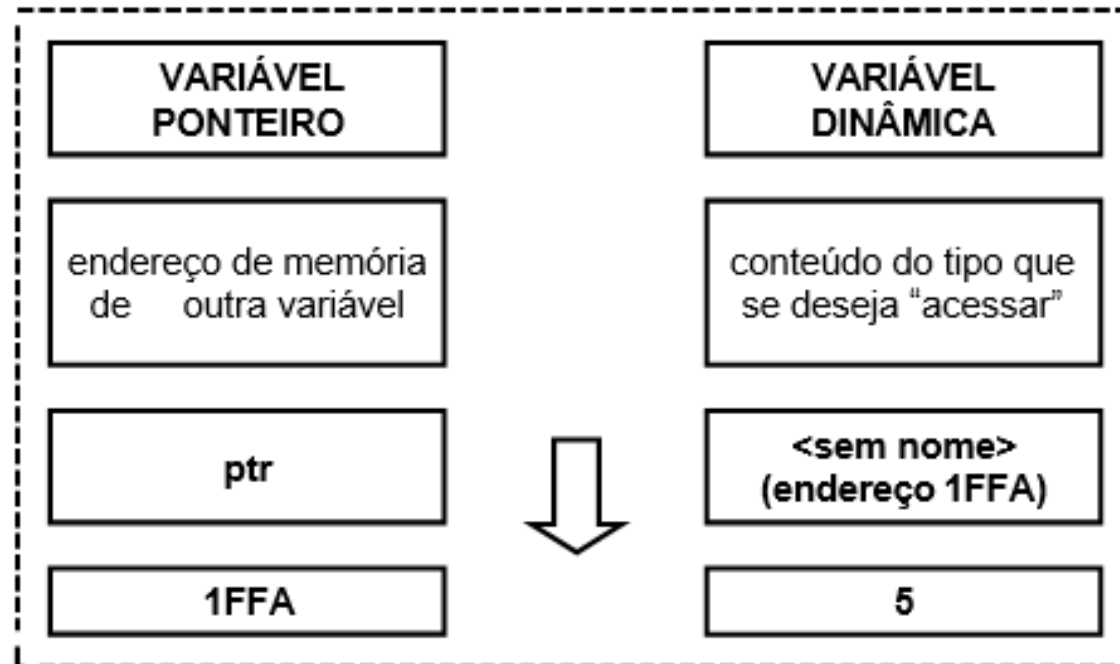 VARIÁVEL
PONTEIRO
VARIÁVEL
DINÂMICA
endereço de memória
de outra variável
conteúdo do tipo que
se deseja “acessar”
ptr
<sem nome>
(endereço 1FFA)
1FFA
5